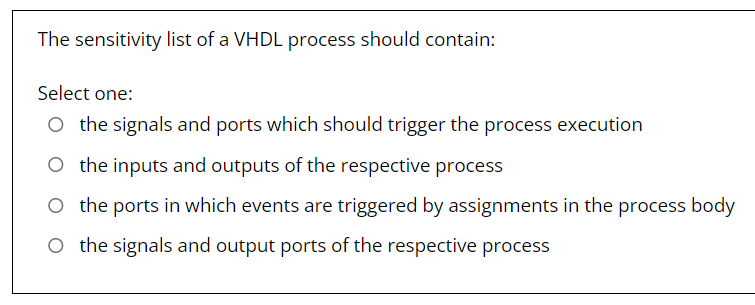 The sensitivity list of a VHDL process should contain:
Select one:
the signals and ports which should trigger the process execution
the inputs and outputs of the respective process
the ports in which events are triggered by assignments in the process body
the signals and output ports of the respective process